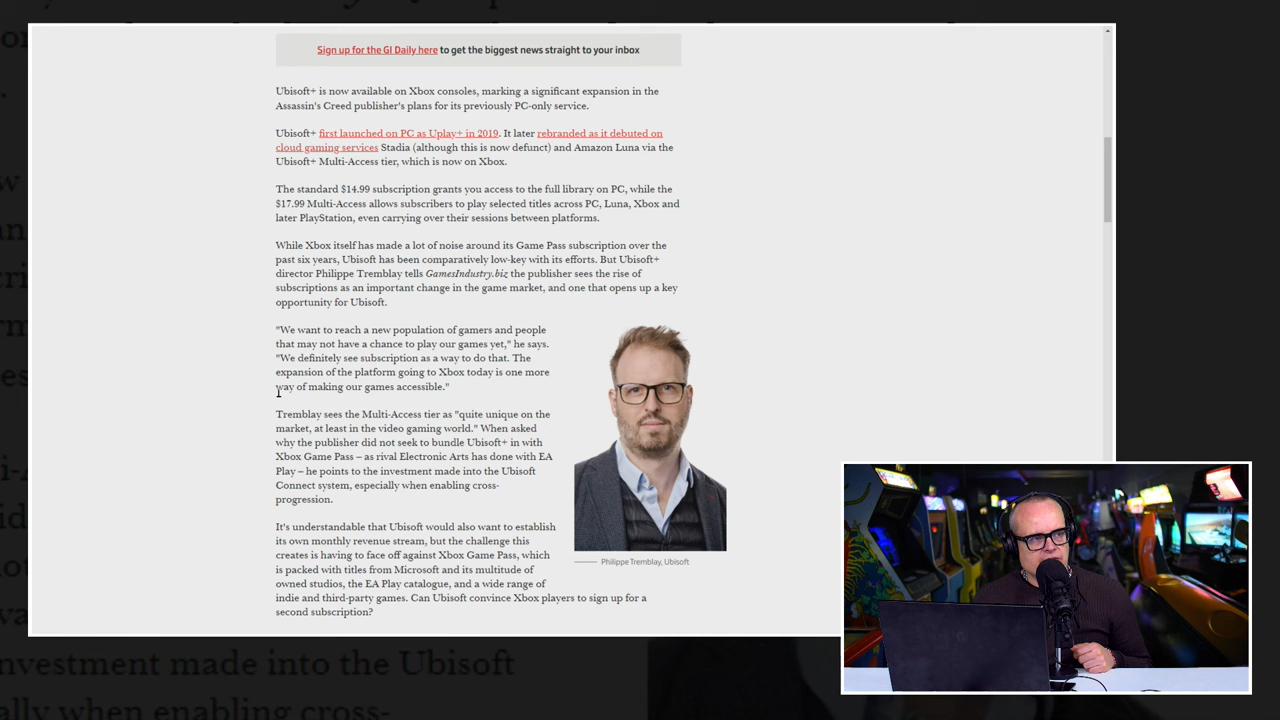 Sign up for the GI Daily here to get the biggest news straight to your inbox
Ubisoft+ is now available on Xbox consoles, marking a significant expansion in the
Assassin's Creed publisher's plans for its previously PC-only service.
Ubisoft+ first launched on PC as Uplay+ in 2019. It later rebranded as it debuted on
cloud gaming services Stadia (although this is now defunct) and Amazon Luna via the
Ubisoft+ Multi-Access tier, which is now on Xbox.
The standard $14.99 subscription grants you access to the full library on PC, while the
$17.99 Multi-Access allows subscribers to play selected titles across PC, Luna, Xbox and
later PlayStation, even carrying over their sessions between platforms.
While Xbox itself has made a lot of noise around its Game Pass subscription over the
past six years, Ubisoft has been comparatively low-key with its efforts. But Ubisoft+
director Philippe Tremblay tells GamesIndustry.biz the publisher sees the rise of
subscriptions as an important change in the game market, and one that opens up a key
opportunity for Ubisoft.
"We want to reach a new population of gamers and people
that may not have a chance to play our games yet," he says.
"We definitely see subscription as a way to do that. The
expansion of the platform going to Xbox today is one more
way of making our games accessible."
Tremblay sees the Multi-Access tier as "quite unique on the
market, at least in the video gaming world." When asked
why the publisher did not seek to bundle Ubisoft+ in with
Xbox Game Pass – as rival Electronic Arts has done with EA
Play – he points to the investment made into the Ubisoft
Connect system, especially when enabling cross-
progression.
It's understandable that Ubisoft would also want to establish
its own monthly revenue stream, but the challenge this
creates is having to face off against Xbox Game Pass, which
is packed with titles from Microsoft and its multitude of
owned studios, the EA Play catalogue, and a wide range of
indie and third-party games. Can Ubisoft convince Xbox players to sign up for a
second subscription?
Philippe Tremblay, Ubisoft
nvestment made into the Ubisoft
ally when enabling cross-